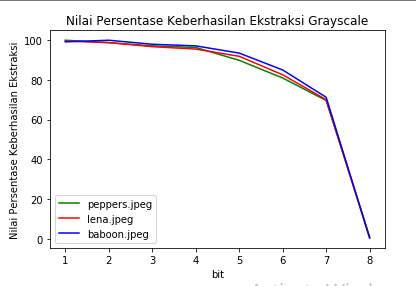 Nilai Persentase Keberhasilan Ekstraksi Grayscale
Nilai Persentase Keberhasilan Ekstraksi
100
80
60
40
20
0
peppers.jpeg
lena.jpeg
baboon.jpeg
1 2 3 4 5 6 7 8
bit